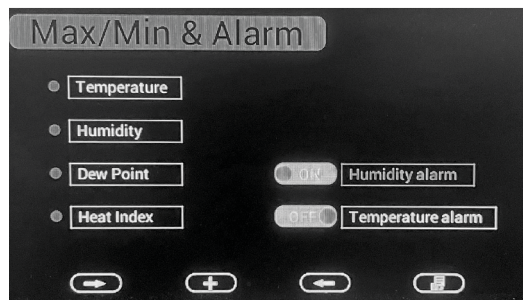 Max/Min & Alarm
Temperature
Humidity
Dew Point
ON Humidity alarm
Heat Index
OFF Temperature alarm